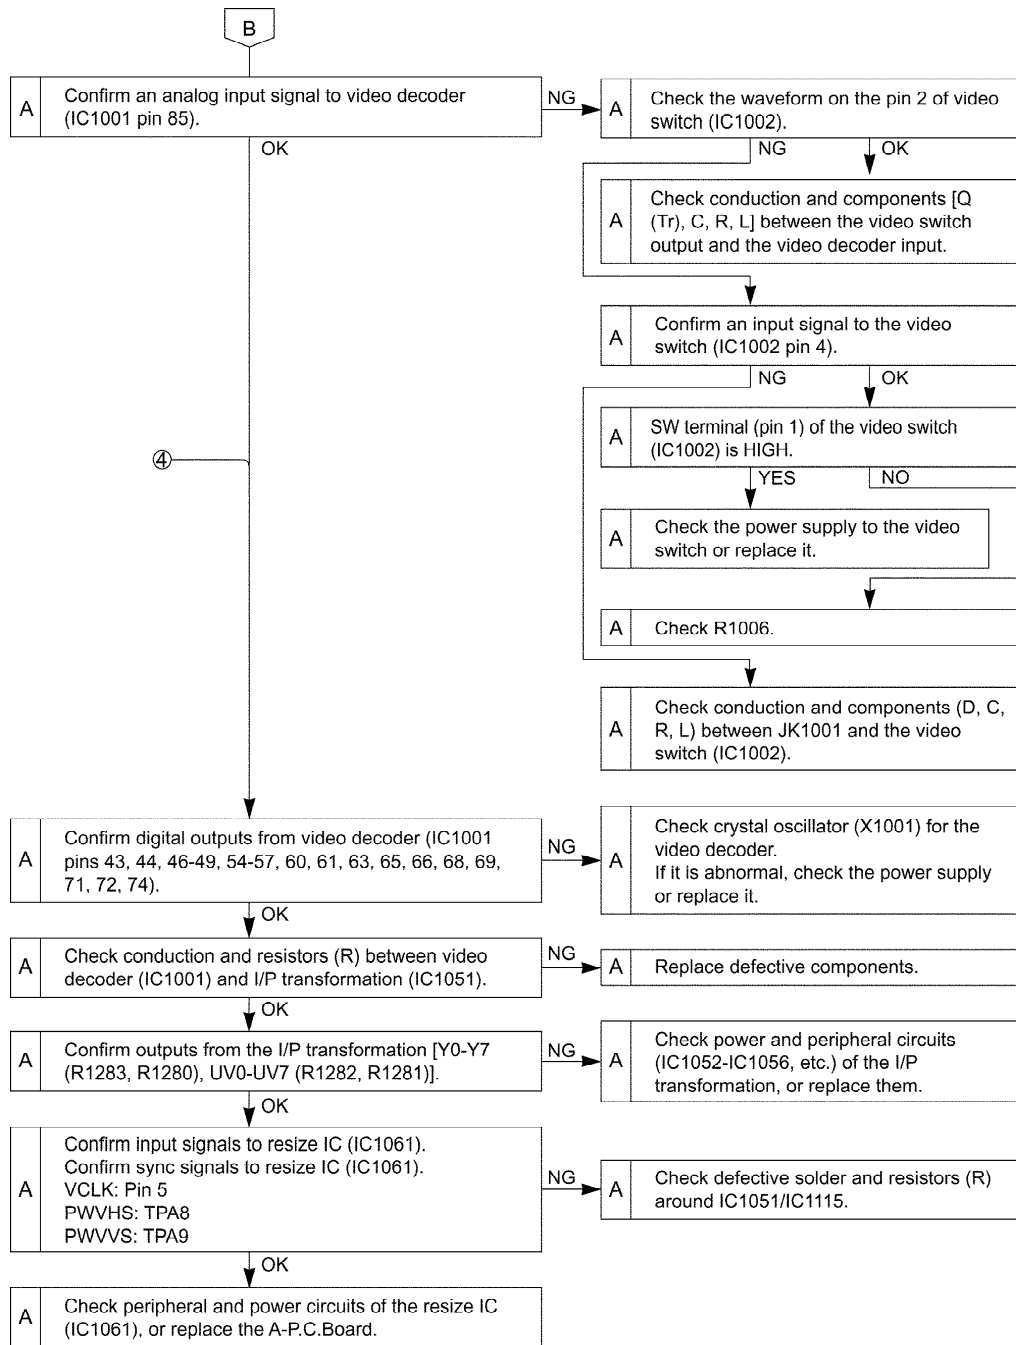 B
A
Confirm an analog input signal to video decoder
(IC1001 pin 85).
NG
OK
A
Check the waveform on the pin 2 of video
switch (IC1002).
NG
OK
A
Check conduction and components [Q
(Tr), C, R, L] between the video switch
output and the video decoder input.
A
Confirm an input signal to the video
switch (IC1002 pin 4).
NG
OK
A
SW terminal (pin 1) of the video switch
(IC1002) is HIGH.
YES
NO
④
A
Check the power supply to the video
switch or replace it.
A
Check R1006.
A
Check conduction and components (D, C,
R, L) between JK1001 and the video
switch (IC1002).
A
Confirm digital outputs from video decoder (IC1001
pins 43, 44, 46-49, 54-57, 60, 61, 63, 65, 66, 68, 69,
71, 72, 74).
NG
OK
A
Check crystal oscillator (X1001) for the
video decoder.
If it is abnormal, check the power supply
or replace it.
A
Check conduction and resistors (R) between video
decoder (IC1001) and I/P transformation (IC1051).
NG
OK
A
Replace defective components.
A
Confirm outputs from the I/P transformation [Y0-Y7
(R1283, R1280), UV0-UV7 (R1282, R1281)].
NG
OK
A
Check power and peripheral circuits
(IC1052-IC1056, etc.) of the I/P
transformation, or replace them.
A
Confirm input signals to resize IC (IC1061).
Confirm sync signals to resize IC (IC1061).
VCLK: Pin 5
PWVHS: TPA8
PWVVS: TPA9
NG
OK
A
Check defective solder and resistors (R)
around IC1051/IC1115.
A
Check peripheral and power circuits of the resize IC
(IC1061), or replace the A-P.C.Board.